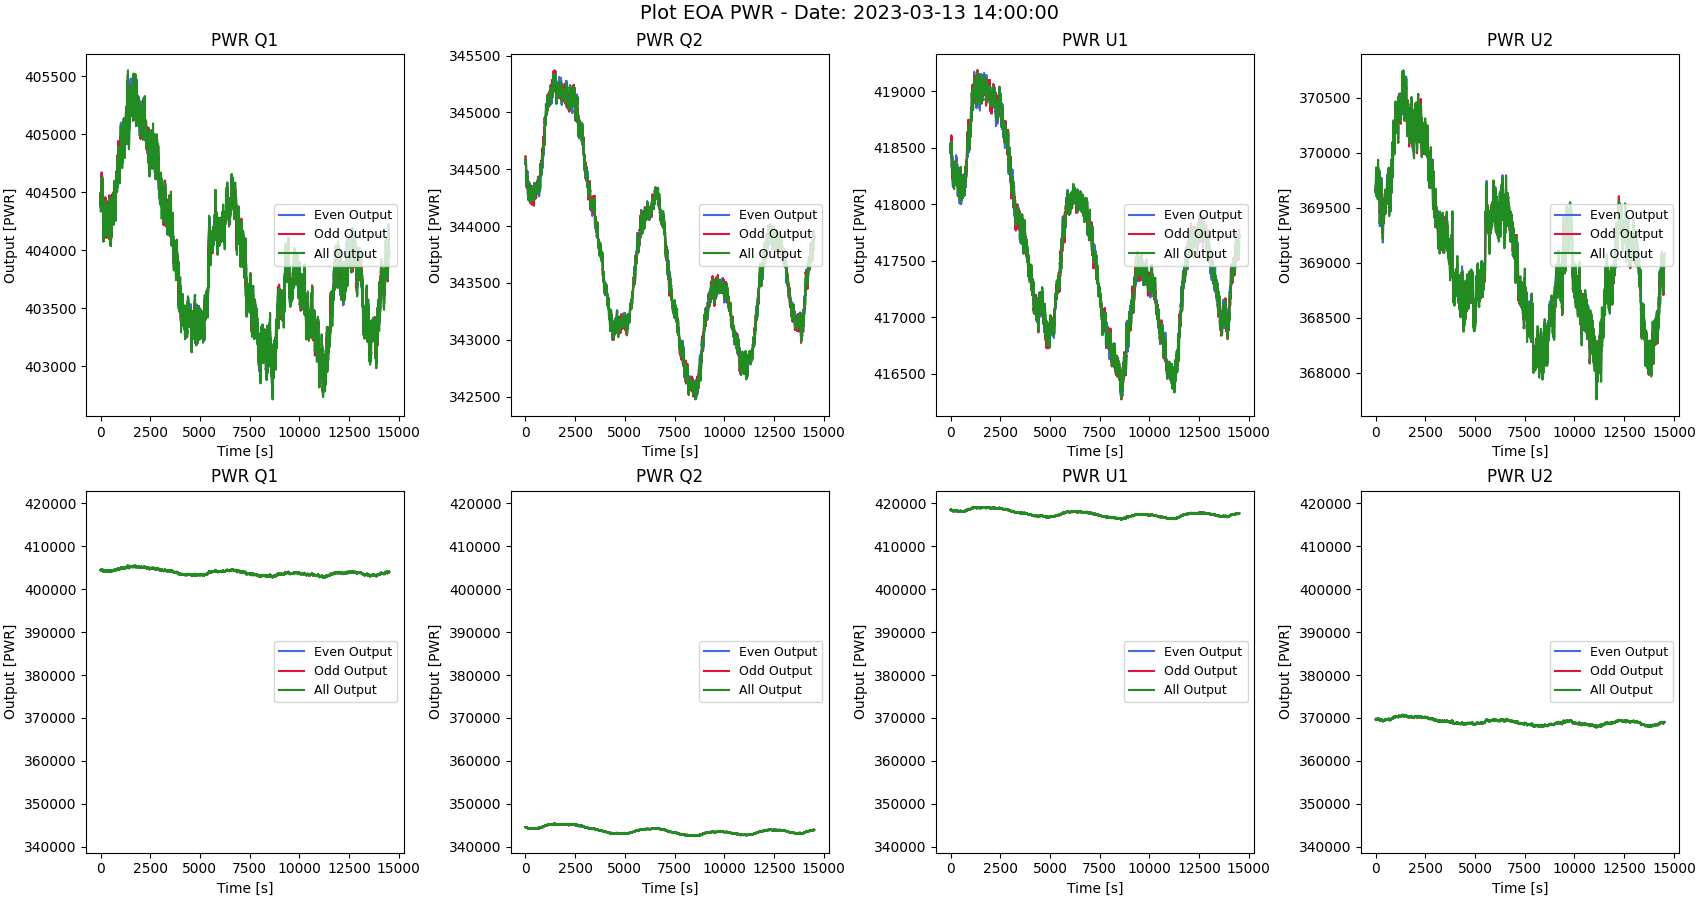 Plot EOA PWR - Date: 2023-03-13 14:00:00
PWR Q1
405500
405000
404500
404000
403500
403000
Output [PWR]
0 2500 5000 7500 10000 12500 15000
Time [s]
Even Output
Odd Output
All Output
PWR Q2
345500
345000
344500
344000
343500
343000
342500
Output [PWR]
0 2500 5000 7500 10000 12500 15000
Time [s]
Even Output
Odd Output
All Output
PWR U1
419000
418500
418000
417500
417000
416500
Output [PWR]
0 2500 5000 7500 10000 12500 15000
Time [s]
Even Output
Odd Output
All Output
PWR U2
370500
370000
369500
369000
368500
368000
Output [PWR]
0 2500 5000 7500 10000 12500 15000
Time [s]
Even Output
Odd Output
All Output
PWR Q1
420000
410000
400000
390000
380000
370000
360000
350000
340000
Output [PWR]
0 2500 5000 7500 10000 12500 15000
Time [s]
Even Output
Odd Output
All Output
PWR Q2
420000
410000
400000
390000
380000
370000
360000
350000
340000
Output [PWR]
0 2500 5000 7500 10000 12500 15000
Time [s]
Even Output
Odd Output
All Output
PWR U1
420000
410000
400000
390000
380000
370000
360000
350000
340000
Output [PWR]
0 2500 5000 7500 10000 12500 15000
Time [s]
Even Output
Odd Output
All Output
PWR U2
420000
410000
400000
390000
380000
370000
360000
350000
340000
Output [PWR]
0 2500 5000 7500 10000 12500 15000
Time [s]
Even Output
Odd Output
All Output